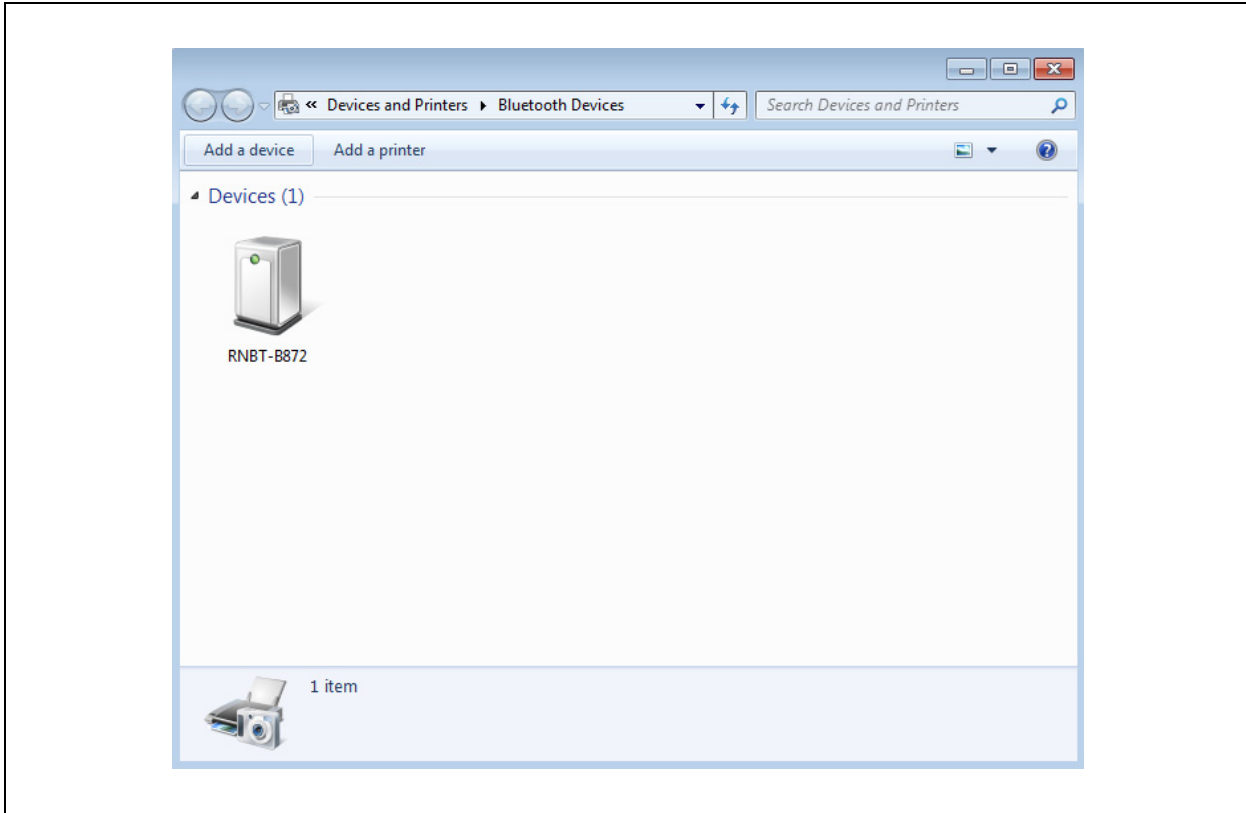 « Devices and Printers ▸ Bluetooth Devices
Search Devices and Printers
Add a device Add a printer
Devices (1)
RNBT-B872
1 item